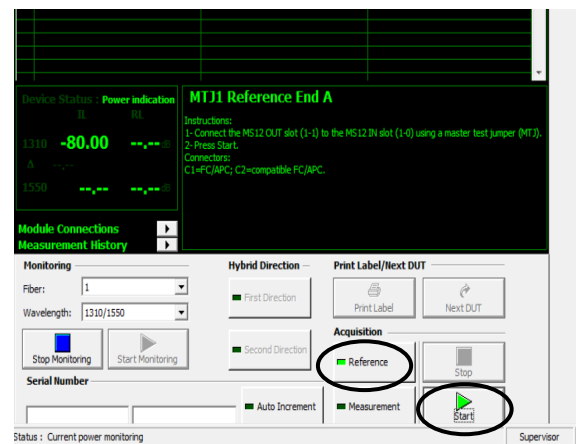 Device Status : Power indication
IL RL
1310 -80.00 --.-- dB
Δ --.--
1550 --.-- --.-- dB
Module Connections
Measurement History
MTJ1 Reference End A
Instructions:
1- Connect the MS12 OUT slot (1-1) to the MS12 IN slot (1-0) using a master test jumper (MTJ).
2- Press Start.
Connectors:
C1=FC/APC; C2=compatible FC/APC.
Monitoring
Fiber: 1
Wavelength: 1310/1550
Stop Monitoring Start Monitoring
Serial Number
Hybrid Direction
First Direction
Second Direction
Auto Increment
Print Label/Next DUT
Print Label Next DUT
Acquisition
Reference
Stop
Measurement
Start
Status : Current power monitoring
Supervisor